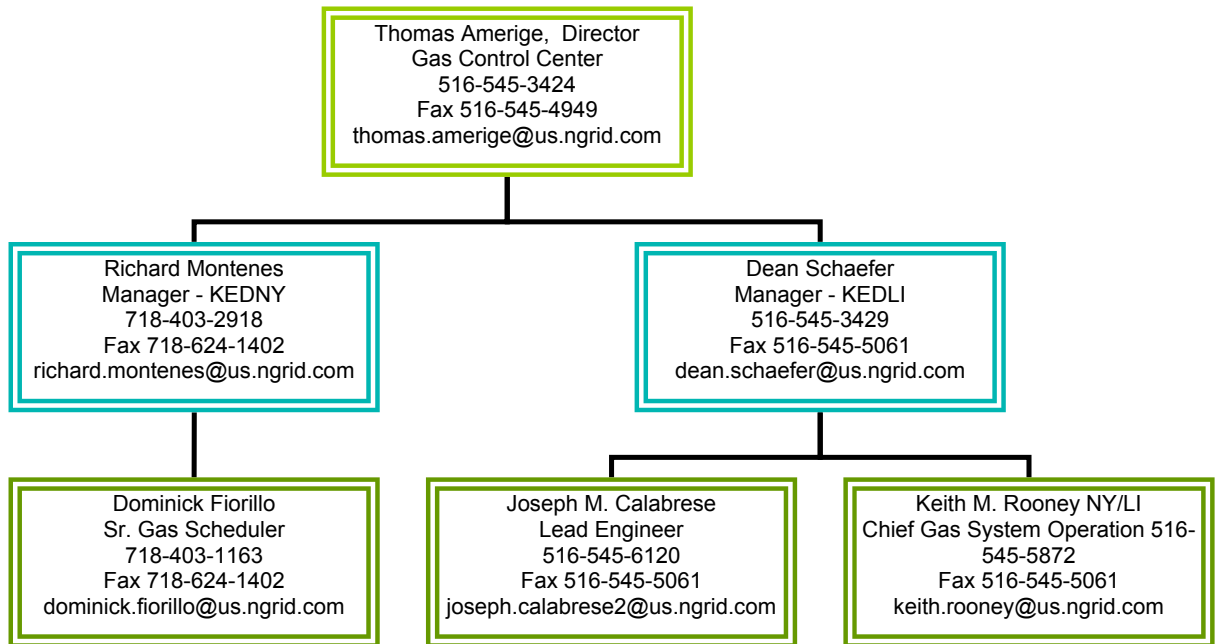 Thomas Amerige,  Director
Gas Control Center
516-545-3424
Fax 516-545-4949
thomas.amerige@us.ngrid.com
Richard Montenes
Manager - KEDNY
718-403-2918
Fax 718-624-1402
richard.montenes@us.ngrid.com
Dean Schaefer
Manager - KEDLI
516-545-3429
Fax 516-545-5061
dean.schaefer@us.ngrid.com
Dominick Fiorillo
Sr. Gas Scheduler
718-403-1163
Fax 718-624-1402
dominick.fiorillo@us.ngrid.com
Joseph M. Calabrese
Lead Engineer
516-545-6120
Fax 516-545-5061
joseph.calabrese2@us.ngrid.com
Keith M. Rooney NY/LI
Chief Gas System Operation 516-
545-5872
Fax 516-545-5061
keith.rooney@us.ngrid.com